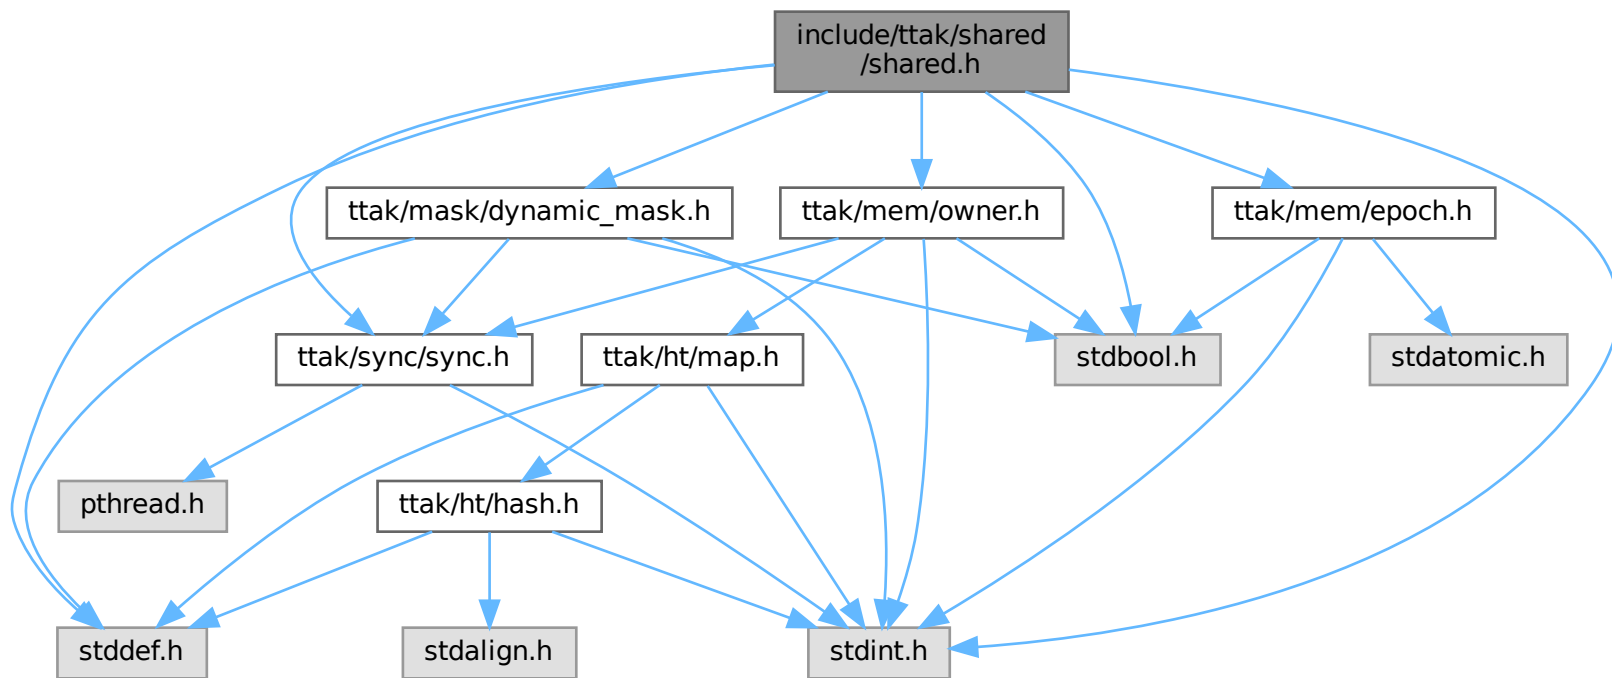 include/ttak/shared
/shared.h
ttak/mask/dynamic_mask.h
ttak/mem/owner.h
ttak/mem/epoch.h
ttak/sync/sync.h
ttak/ht/map.h
stdbool.h
stdatomic.h
pthread.h
ttak/ht/hash.h
stddef.h
stdalign.h
stdint.h